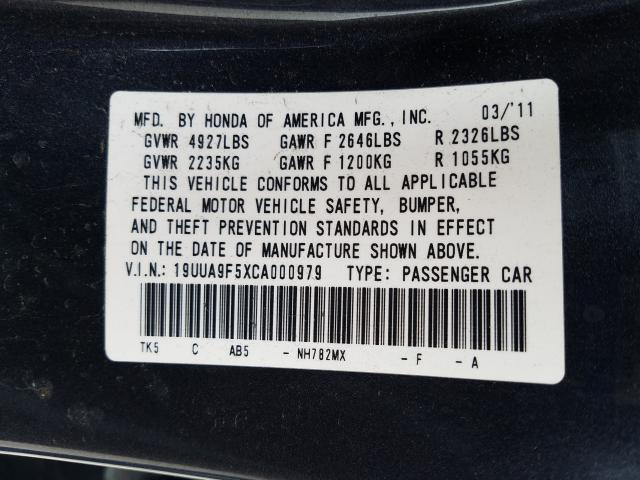 MFD. BY HONDA OF AMERICA MFG., INC. 03/'11
GVWR 4927LBS GAWR F 2646LBS R 2326LBS
GVWR 2235KG GAWR F 1200KG R 1055KG
THIS VEHICLE CONFORMS TO ALL APPLICABLE
FEDERAL MOTOR VEHICLE SAFETY, BUMPER,
AND THEFT PREVENTION STANDARDS IN EFFECT
ON THE DATE OF MANUFACTURE SHOWN ABOVE.
V.I.N.: 19UUA9F5XCA000979 TYPE: PASSENGER CAR
TK5 C AB5 - NH782MX - F - A